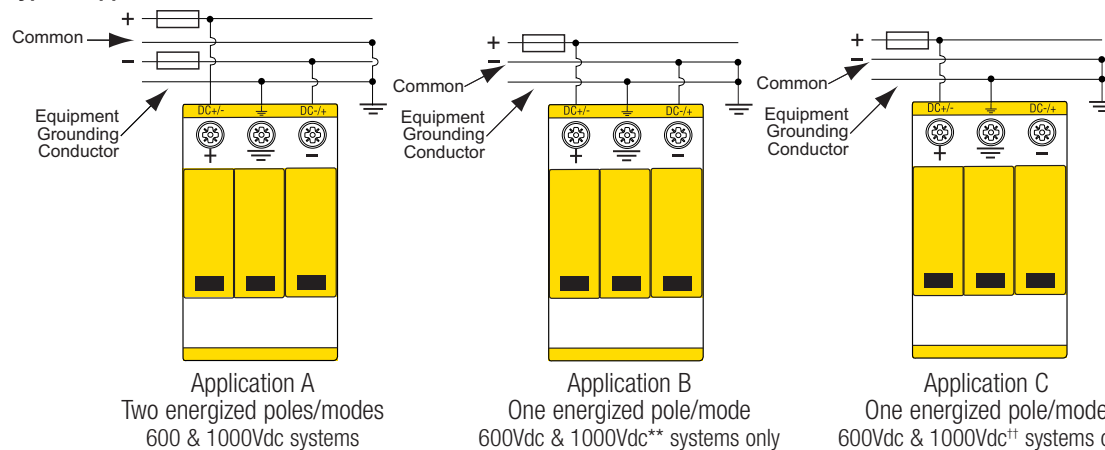 +
Common
−
Equipment
Grounding
Conductor
DC+/- DC-/+
+ −
Application A
Two energized poles/modes
600 & 1000Vdc systems
+
−
Common
Equipment
Grounding
Conductor
DC+/- DC-/+
+ −
Application B
One energized pole/mode
600Vdc & 1000Vdc** systems only
+
−
Common
Equipment
Grounding
Conductor
DC+/- DC-/+
+ −
Application C
One energized pole/mode
600Vdc & 1000Vdc†† systems